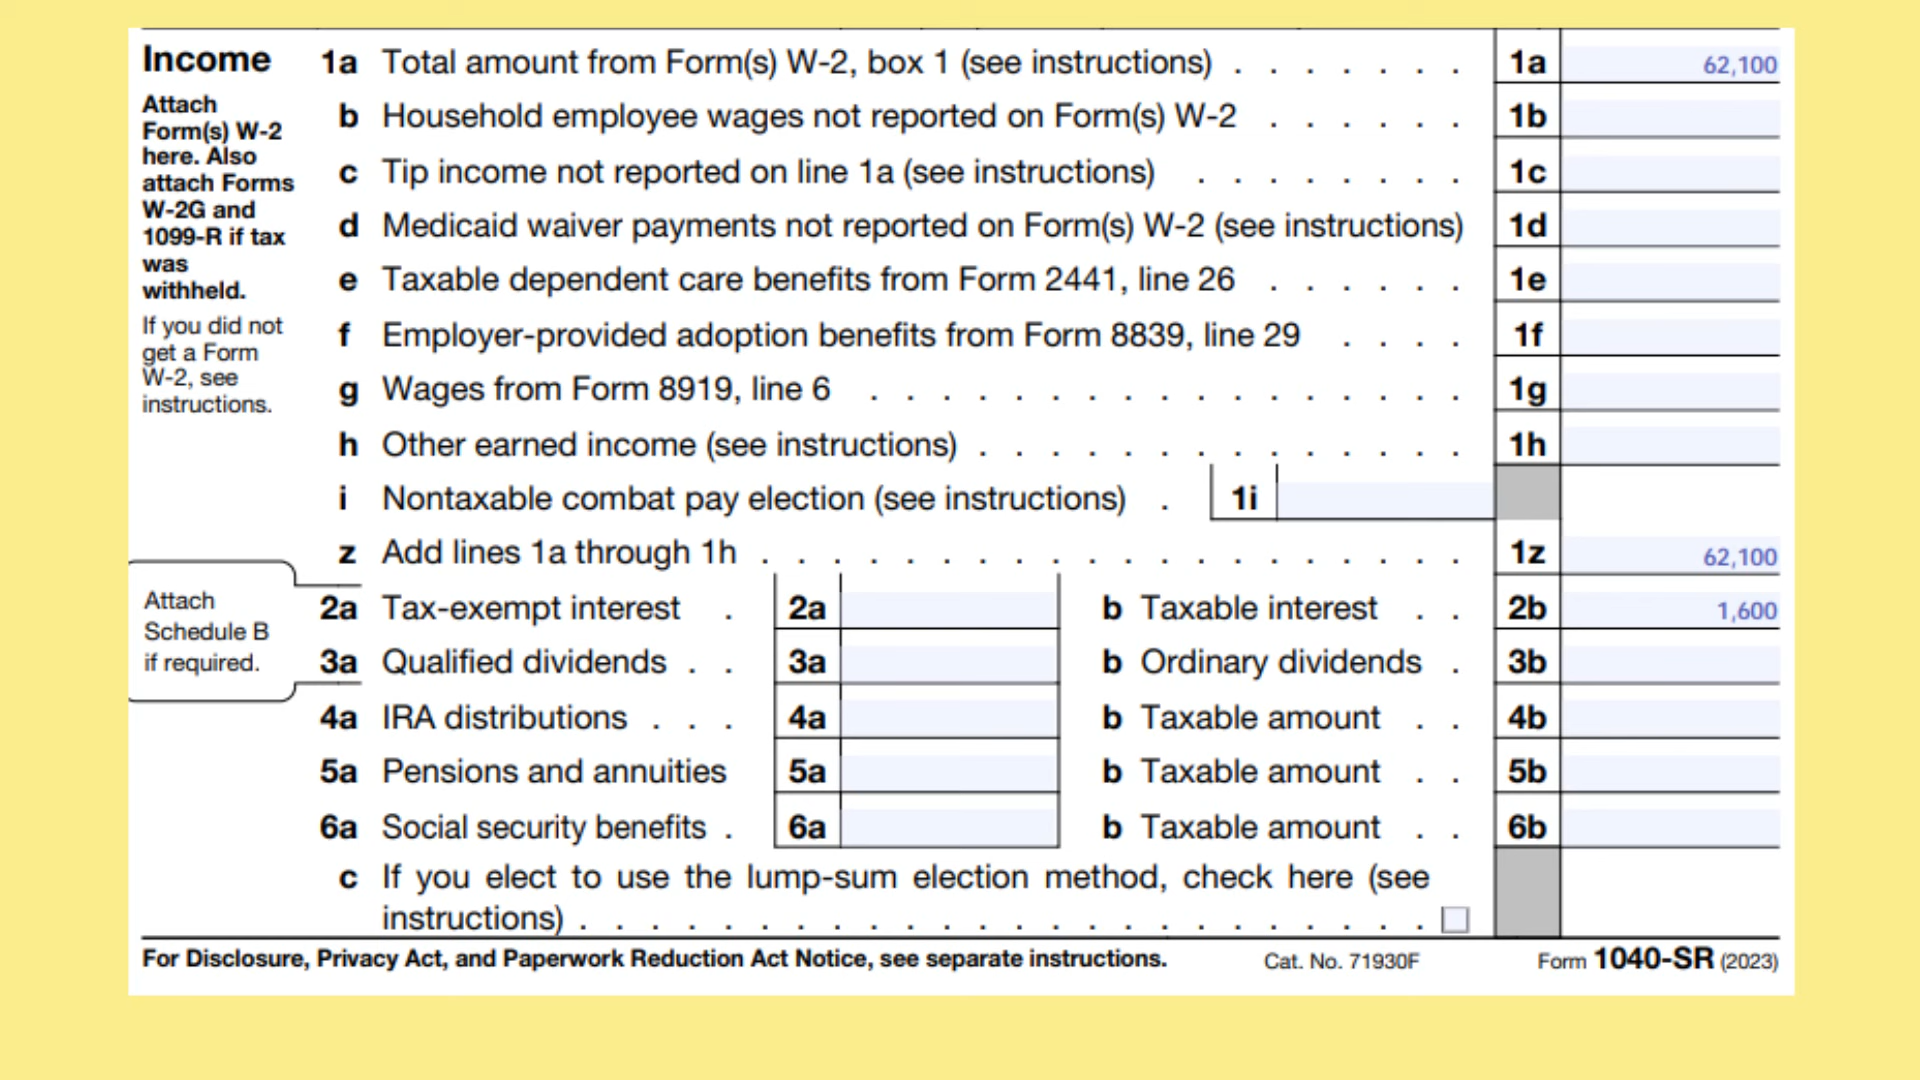 Income
Attach
Form(s) W-2
here. Also
attach Forms
W-2G and
1099-R if tax
was
withheld.
If you did not
get a Form
W-2, see
instructions.
1a Total amount from Form(s) W-2, box 1 (see instructions) . . . . . . . 1a 62,100
b Household employee wages not reported on Form(s) W-2 . . . . . . 1b
c Tip income not reported on line 1a (see instructions) . . . . . . . . 1c
d Medicaid waiver payments not reported on Form(s) W-2 (see instructions) 1d
e Taxable dependent care benefits from Form 2441, line 26 . . . . . . 1e
f Employer-provided adoption benefits from Form 8839, line 29 . . . . 1f
g Wages from Form 8919, line 6 . . . . . . . . . . . . . . . . . 1g
h Other earned income (see instructions) . . . . . . . . . . . . . . 1h
i Nontaxable combat pay election (see instructions) . 1i
z Add lines 1a through 1h . . . . . . . . . . . . . . . . . . . . 1z 62,100
Attach
Schedule B
if required.
2a Tax-exempt interest . 2a b Taxable interest . . 2b 1,600
3a Qualified dividends . . 3a b Ordinary dividends . 3b
4a IRA distributions . . . 4a b Taxable amount . . 4b
5a Pensions and annuities 5a b Taxable amount . . 5b
6a Social security benefits . 6a b Taxable amount . . 6b
c If you elect to use the lump-sum election method, check here (see
instructions) . . . . . . . . . . . . . . . . . . . . . . . .
For Disclosure, Privacy Act, and Paperwork Reduction Act Notice, see separate instructions. Cat. No. 71930F Form 1040-SR (2023)